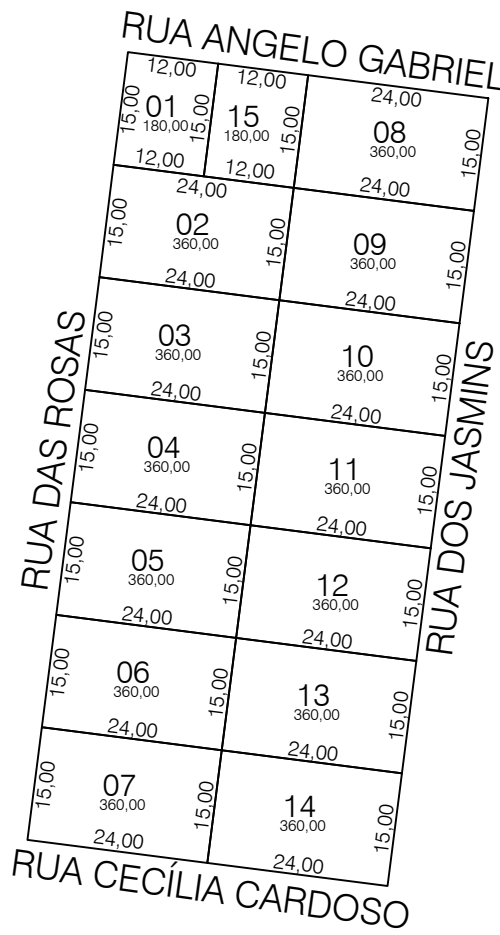 RUA ANGELO GABRIEL
12,00 12,00 24,00
15,00 01 15,00 15 15,00 08 15,00
180,00 180,00 360,00
12,00 12,00 24,00
24,00
15,00 02 15,00 09 15,00
360,00 360,00
24,00 24,00
15,00 03 15,00 10 15,00
360,00 360,00
24,00 24,00
15,00 04 15,00 11 15,00
360,00 360,00
24,00 24,00
15,00 05 15,00 12 15,00
360,00 360,00
24,00 24,00
15,00 06 15,00 13 15,00
360,00 360,00
24,00 24,00
15,00 07 15,00 14 15,00
360,00 360,00
24,00 24,00
RUA DAS ROSAS
RUA DOS JASMINS
RUA CECÍLIA CARDOSO